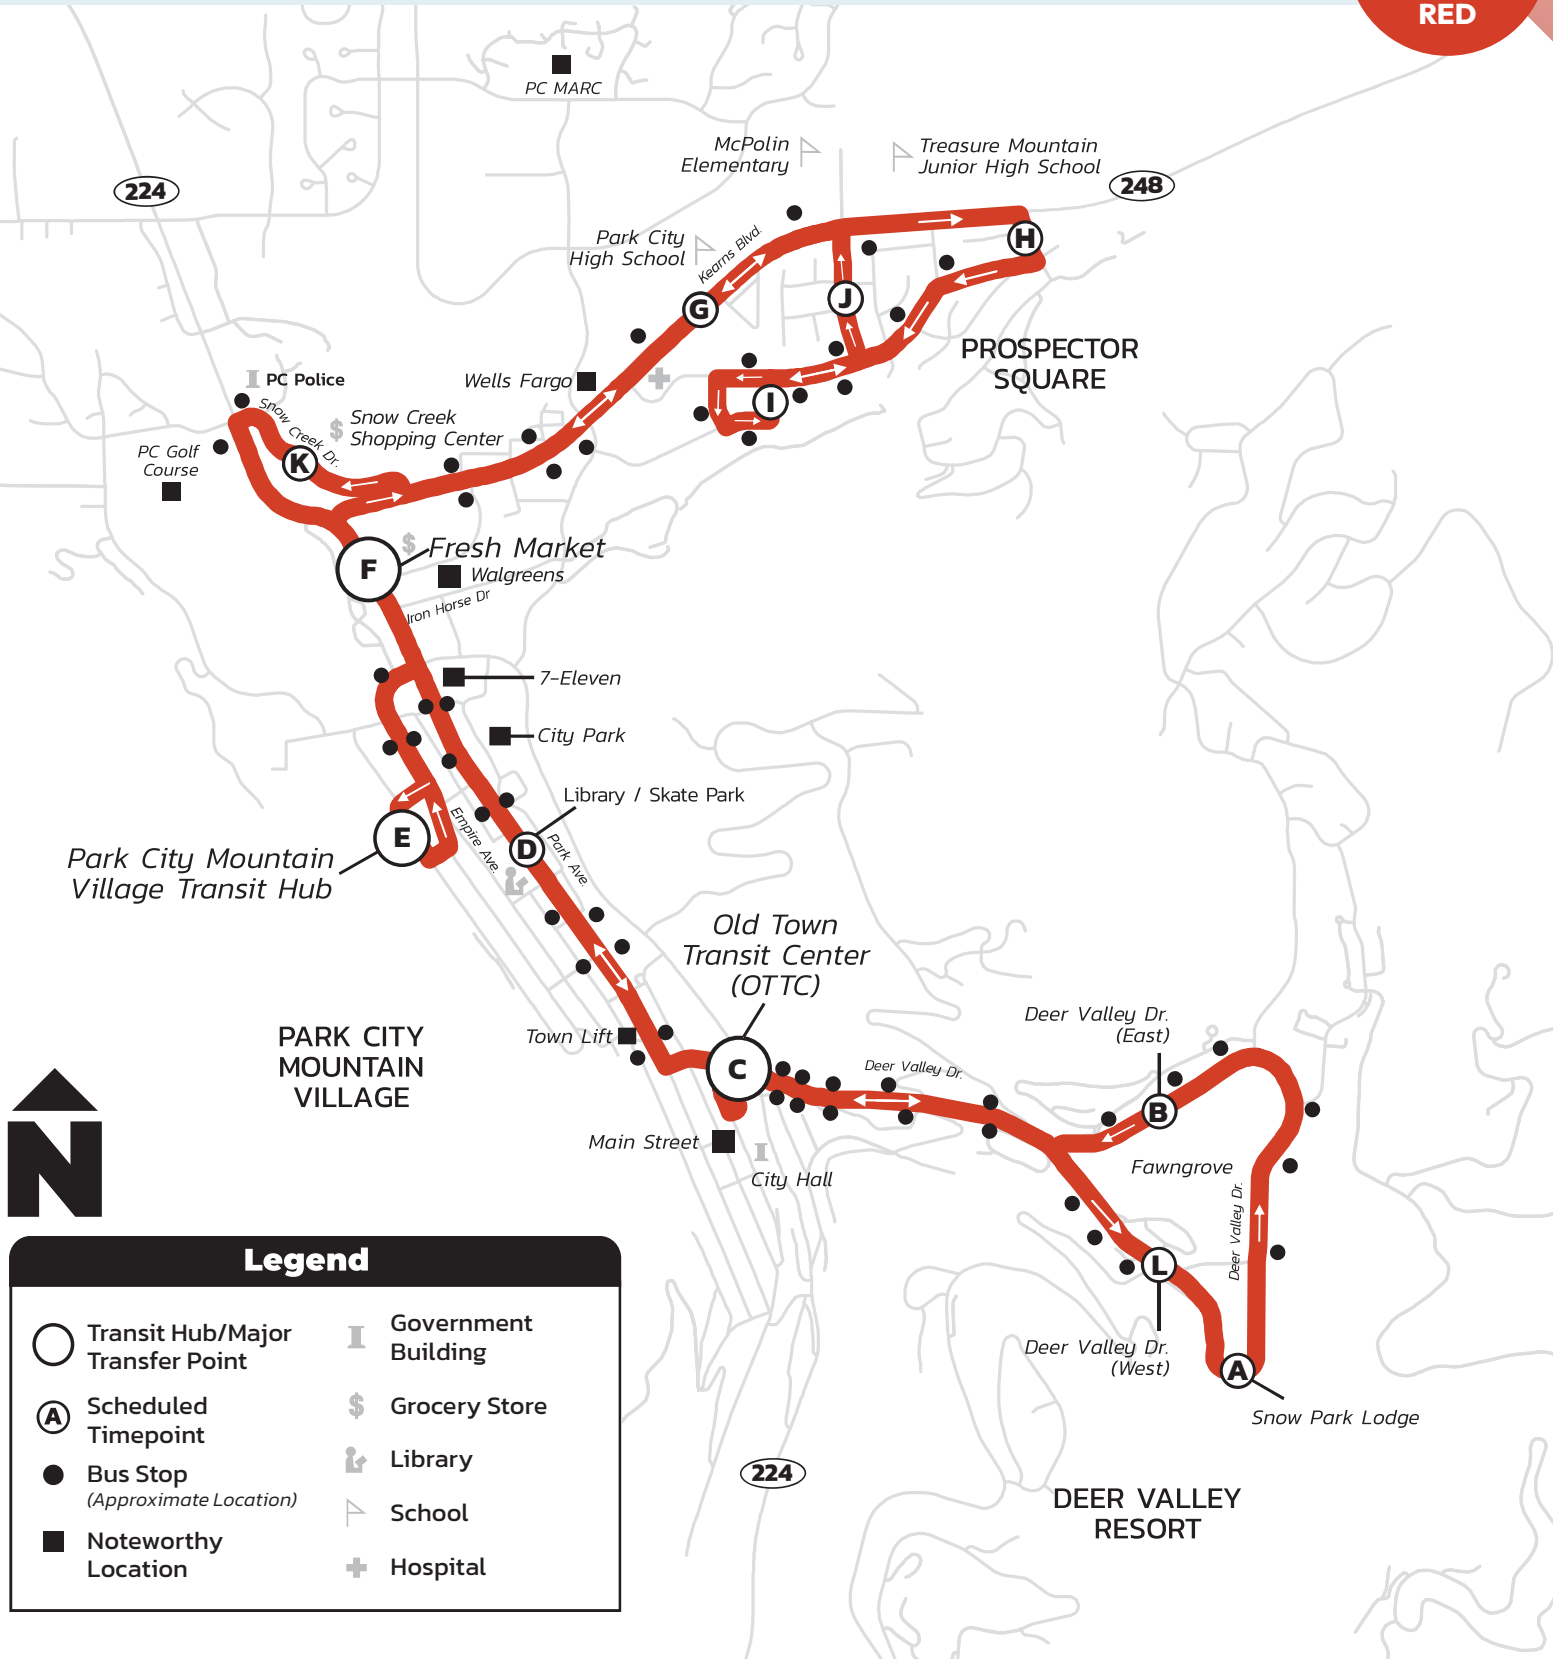 RED
PC MARC
McPolin
Elementary
Treasure Mountain
Junior High School
224
248
Park City
High School
Kearns Blvd.
H
G
J
PROSPECTOR
SQUARE
PC Police
Wells Fargo
Snow Creek Dr.
Snow Creek
Shopping Center
$
I
PC Golf
Course
K
$
Fresh Market
F
Walgreens
Iron Horse Dr
7-Eleven
City Park
Library / Skate Park
E
Empire Ave.
D
Park Ave.
Park City Mountain
Village Transit Hub
Old Town
Transit Center
(OTTC)
Deer Valley Dr.
(East)
PARK CITY
MOUNTAIN
VILLAGE
Town Lift
C
Deer Valley Dr.
B
N
Main Street
City Hall
Fawngrove
Deer Valley Dr.
L
Deer Valley Dr.
(West)
A
Snow Park Lodge
224
DEER VALLEY
RESORT
Legend
Transit Hub/Major
Transfer Point
A
Scheduled
Timepoint
Bus Stop
(Approximate Location)
Noteworthy
Location
Government
Building
$
Grocery Store
Library
School
Hospital